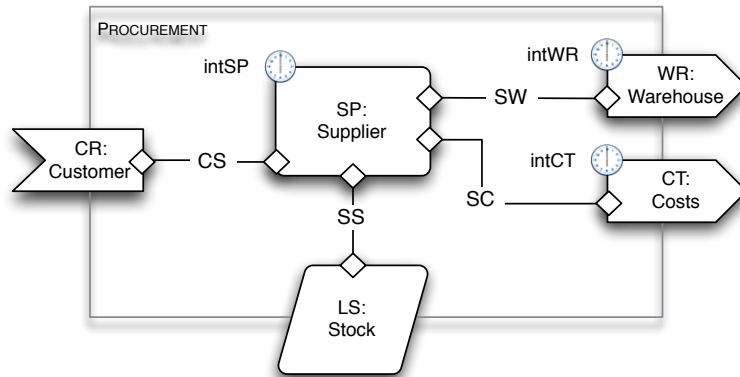 PROCUREMENT
intSP
intWR
WR:
Warehouse
SP:
Supplier
SW
CR:
Customer
CS
intCT
CT:
Costs
SC
SS
LS:
Stock